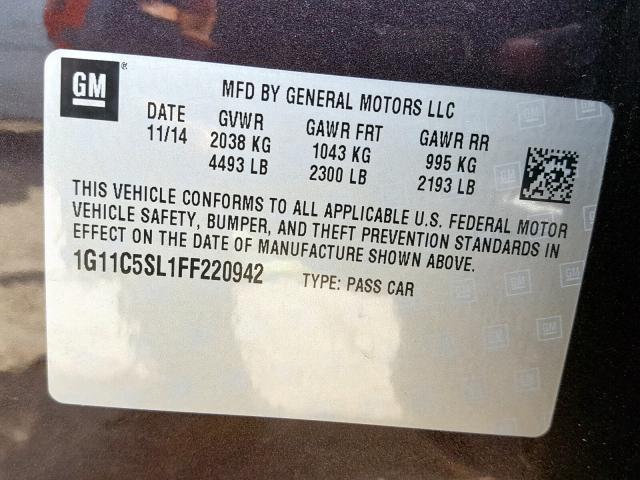 GM ®
MFD BY GENERAL MOTORS LLC
DATE GVWR GAWR FRT GAWR RR
11/14 2038 KG 1043 KG 995 KG
4493 LB 2300 LB 2193 LB
THIS VEHICLE CONFORMS TO ALL APPLICABLE U.S. FEDERAL MOTOR
VEHICLE SAFETY, BUMPER, AND THEFT PREVENTION STANDARDS IN
EFFECT ON THE DATE OF MANUFACTURE SHOWN ABOVE.
1G11C5SL1FF220942 TYPE: PASS CAR